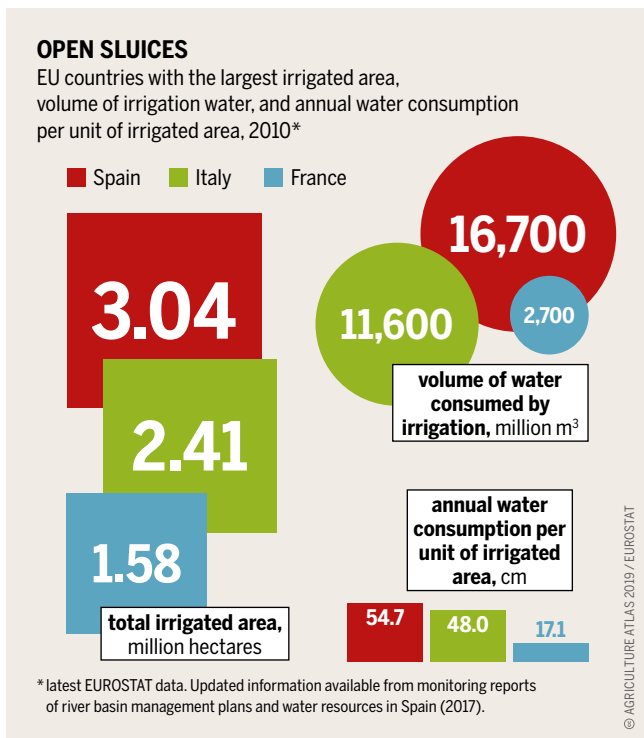 OPEN SLUICES
EU countries with the largest irrigated area,
volume of irrigation water, and annual water consumption
per unit of irrigated area, 2010*
Spain
Italy
France
3.04
2.41
1.58
total irrigated area,
million hectares
16,700
11,600
2,700
volume of water
consumed by
irrigation, million m³
annual water
consumption per
unit of irrigated
area, cm
54.7
48.0
17.1
* latest EUROSTAT data. Updated information available from monitoring reports
of river basin management plans and water resources in Spain (2017).
🅭 AGRICULTURE ATLAS 2019 / EUROSTAT